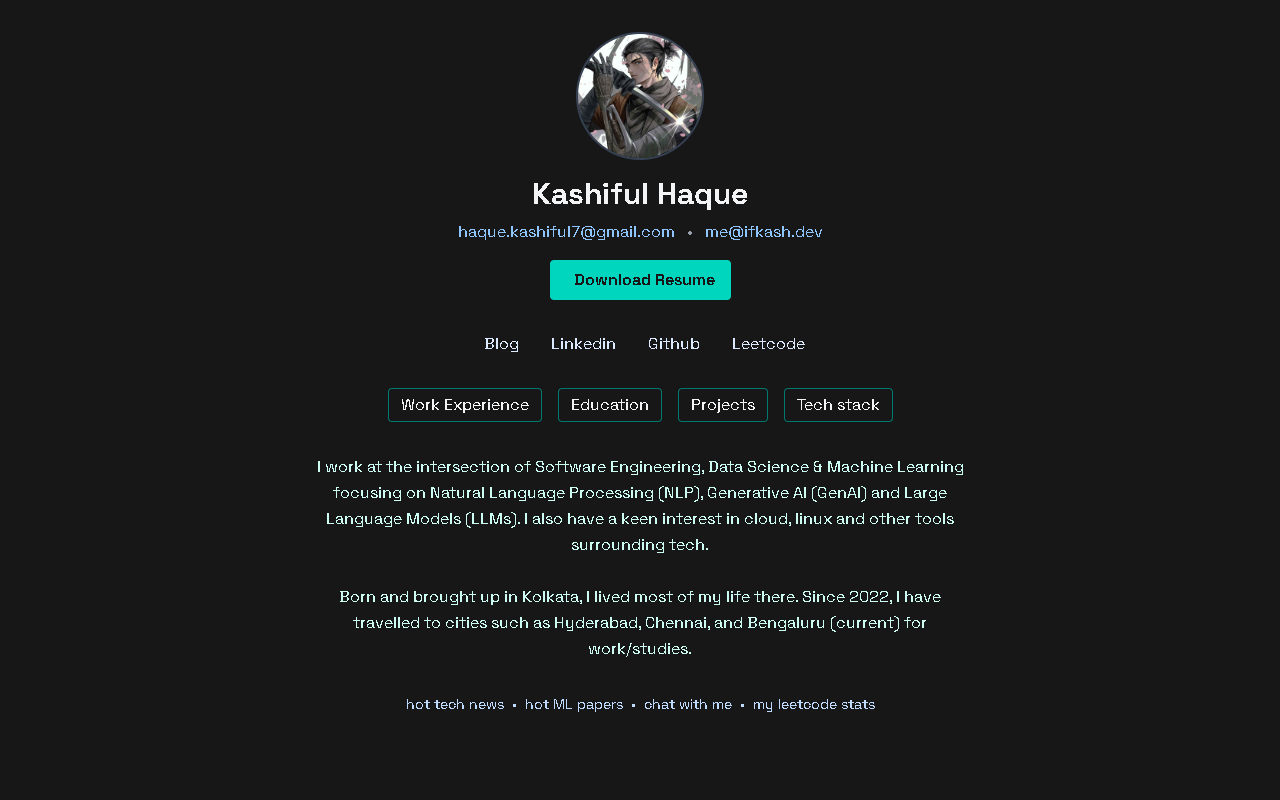 Kashiful Haque
haque.kashiful7@gmail.com • me@ifkash.dev
Download Resume
Blog Linkedin Github Leetcode
Work Experience Education Projects Tech stack
I work at the intersection of Software Engineering, Data Science & Machine Learning
focusing on Natural Language Processing (NLP), Generative AI (GenAI) and Large
Language Models (LLMs). I also have a keen interest in cloud, linux and other tools
surrounding tech.
Born and brought up in Kolkata, I lived most of my life there. Since 2022, I have
travelled to cities such as Hyderabad, Chennai, and Bengaluru (current) for
work/studies.
hot tech news • hot ML papers • chat with me • my leetcode stats